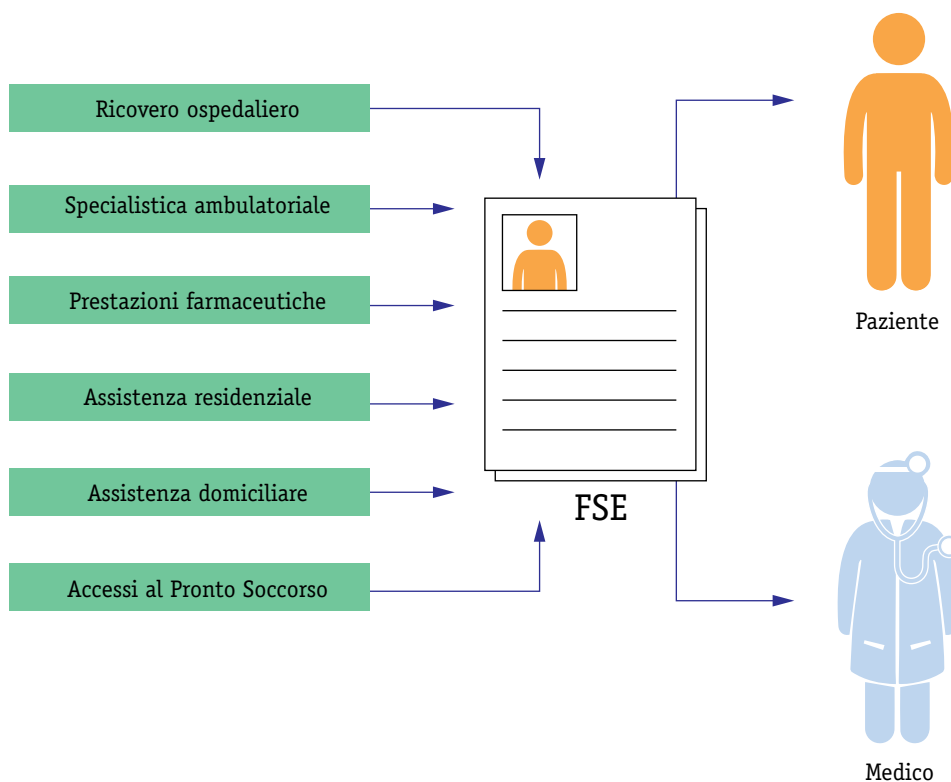 Ricovero ospedaliero
Specialistica ambulatoriale
Prestazioni farmaceutiche
Assistenza residenziale
Assistenza domiciliare
Accessi al Pronto Soccorso
FSE
Paziente
Medico